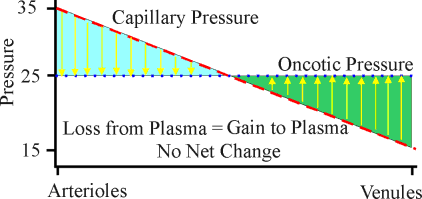 35
Capillary Pressure
Pressure
25
Oncotic Pressure
Loss from Plasma = Gain to Plasma
No Net Change
15
Arterioles
Venules